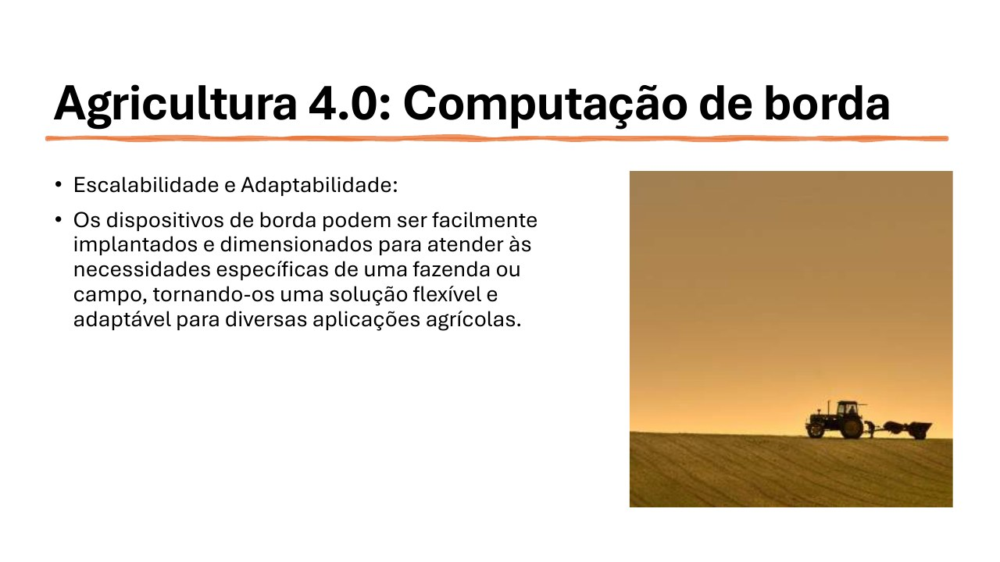 Agricultura 4.0: Computação de borda
• Escalabilidade e Adaptabilidade:
• Os dispositivos de borda podem ser facilmente
implantados e dimensionados para atender às
necessidades específicas de uma fazenda ou
campo, tornando-os uma solução flexível e
adaptável para diversas aplicações agrícolas.